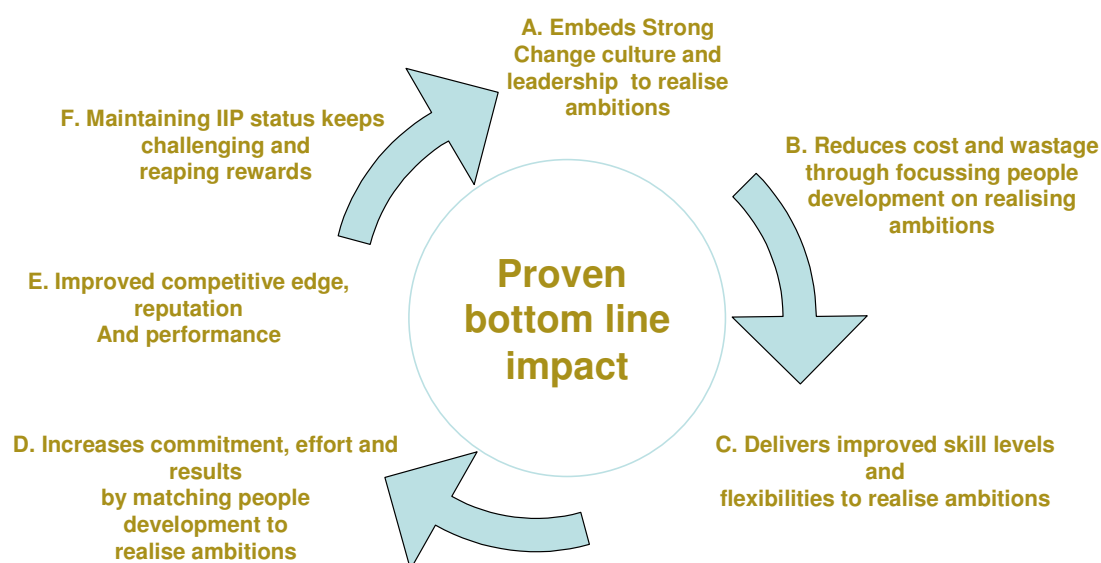 A. Embeds Strong
Change culture and
leadership to realise
ambitions
B. Reduces cost and wastage
through focussing people
development on realising
ambitions
C. Delivers improved skill levels
and
flexibilities to realise ambitions
D. Increases commitment, effort and
results
by matching people
development to
realise ambitions
E. Improved competitive edge,
reputation
And performance
F. Maintaining IIP status keeps
challenging and
reaping rewards
Proven
bottom line
impact